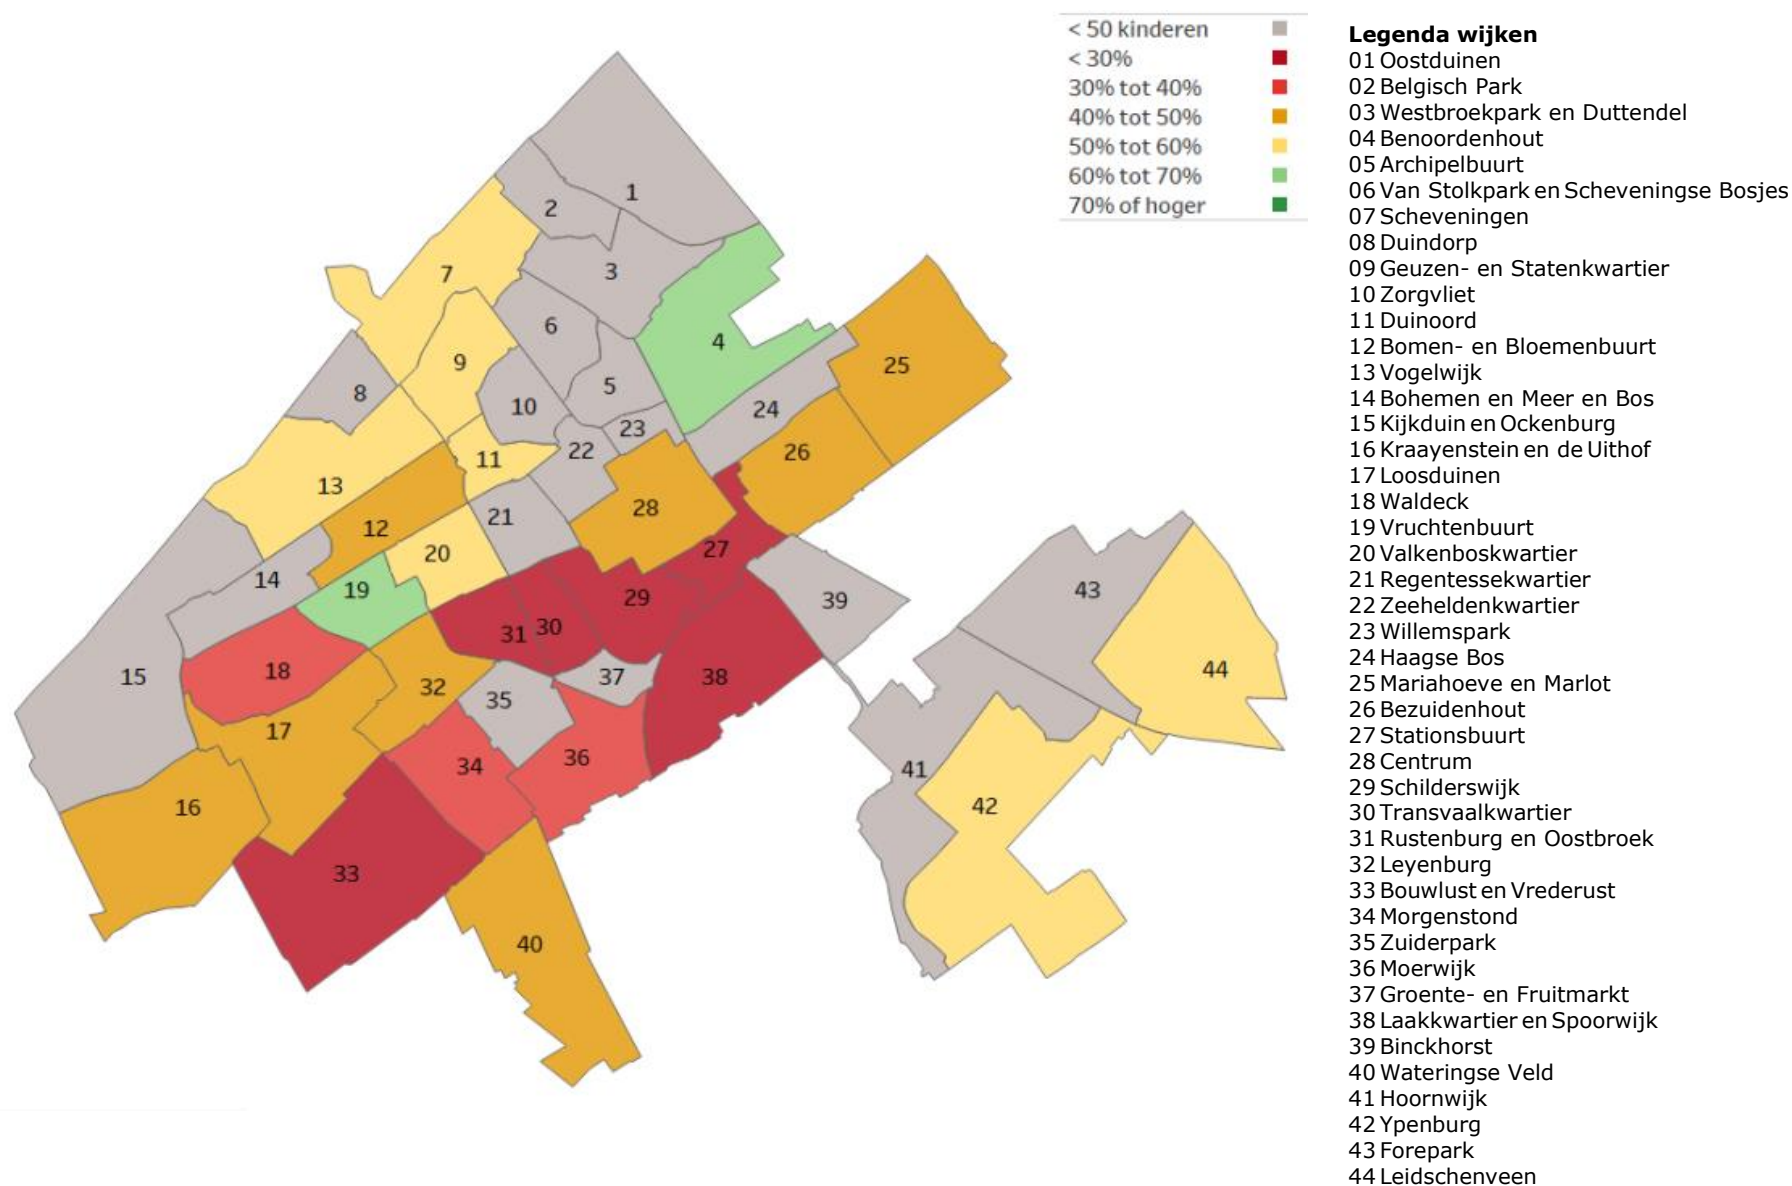 < 50 kinderen
< 30%
30% tot 40%
40% tot 50%
50% tot 60%
60% tot 70%
70% of hoger
Legenda wijken
01 Oostduinen
02 Belgisch Park
03 Westbroekpark en Duttendel
04 Benoordenhout
05 Archipelbuurt
06 Van Stolkpark en Scheveningse Bosjes
07 Scheveningen
08 Duindorp
09 Geuzen- en Statenkwartier
10 Zorgvliet
11 Duinoord
12 Bomen- en Bloemenbuurt
13 Vogelwijk
14 Bohemen en Meer en Bos
15 Kijkduin en Ockenburg
16 Kraayenstein en de Uithof
17 Loosduinen
18 Waldeck
19 Vruchtenbuurt
20 Valkenboskwartier
21 Regentessekwartier
22 Zeeheldenkwartier
23 Willemspark
24 Haagse Bos
25 Mariahoeve en Marlot
26 Bezuidenhout
27 Stationsbuurt
28 Centrum
29 Schilderswijk
30 Transvaalkwartier
31 Rustenburg en Oostbroek
32 Leyenburg
33 Bouwlust en Vrederust
34 Morgenstond
35 Zuiderpark
36 Moerwijk
37 Groente- en Fruitmarkt
38 Laakkwartier en Spoorwijk
39 Binckhorst
40 Wateringse Veld
41 Hoornwijk
42 Ypenburg
43 Forepark
44 Leidschenveen
1
2
3
7
6
4
9
25
5
8
10
24
23
22
26
11
13
28
21
12
20
27
14
19
43
29
39
30
31
18
44
15
37
38
32
35
17
36
34
41
42
16
33
40